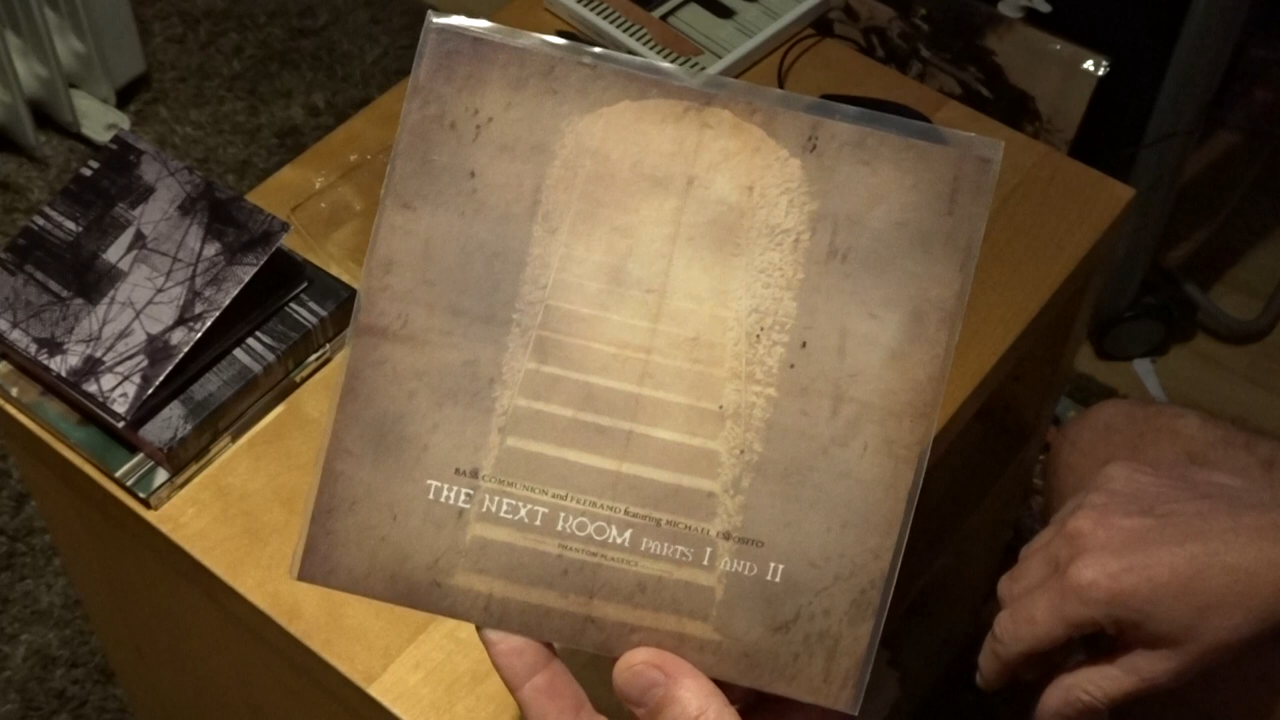 BASS COMMUNION and FREIBAND featuring MICHAEL ESPOSITO
THE NEXT ROOM PARTS I AND II
PHANTOM PLASTICS